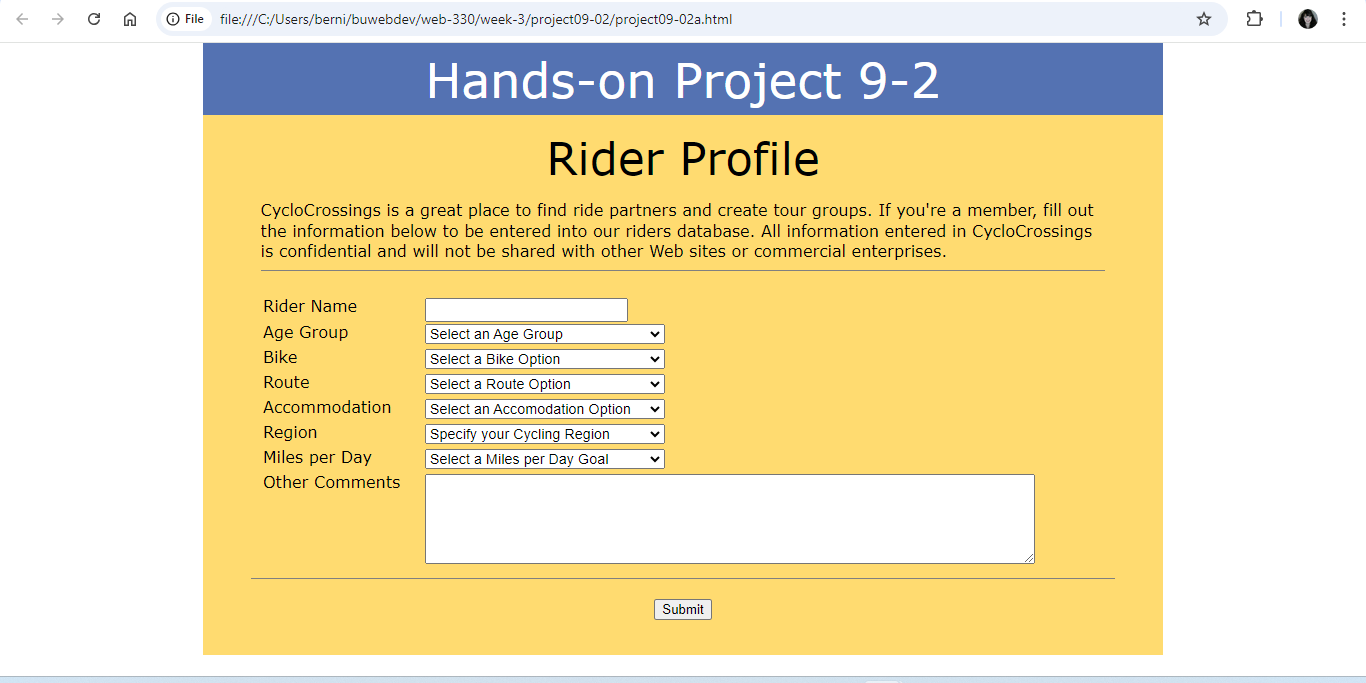 File file:///C:/Users/berni/buwebdev/web-330/week-3/project09-02/project09-02a.html
Hands-on Project 9-2
Rider Profile
CycloCrossings is a great place to find ride partners and create tour groups. If you're a member, fill out
the information below to be entered into our riders database. All information entered in CycloCrossings
is confidential and will not be shared with other Web sites or commercial enterprises.
Rider Name
Age Group Select an Age Group
Bike Select a Bike Option
Route Select a Route Option
Accommodation Select an Accomodation Option
Region Specify your Cycling Region
Miles per Day Select a Miles per Day Goal
Other Comments
Submit